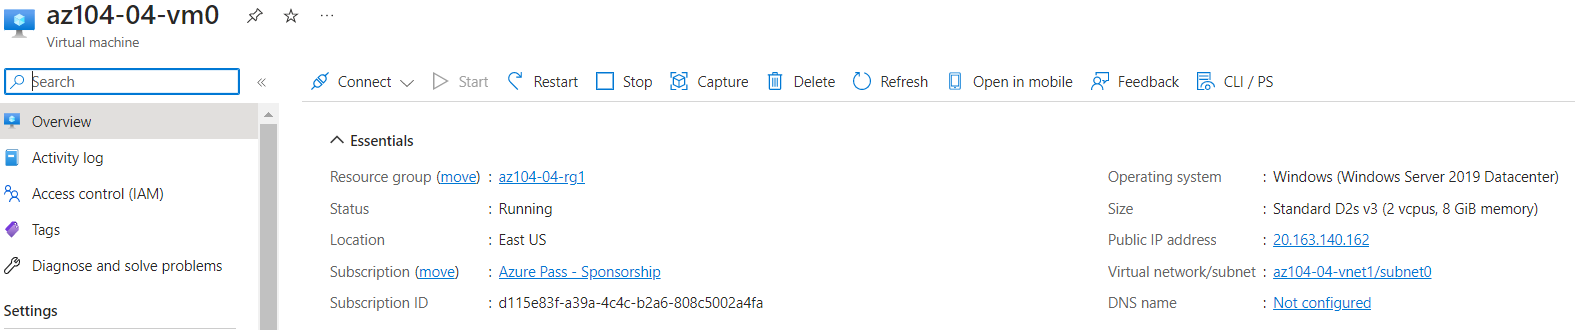 az104-04-vm0
Virtual machine
Search
Connect Start Restart Stop Capture Delete Refresh Open in mobile Feedback CLI / PS
Overview
Activity log
Access control (IAM)
Tags
Diagnose and solve problems
Settings
Essentials
Resource group (move) : az104-04-rg1
Status : Running
Location : East US
Subscription (move) : Azure Pass - Sponsorship
Subscription ID : d115e83f-a39a-4c4c-b2a6-808c5002a4fa
Operating system : Windows (Windows Server 2019 Datacenter)
Size : Standard D2s v3 (2 vcpus, 8 GiB memory)
Public IP address : 20.163.140.162
Virtual network/subnet : az104-04-vnet1/subnet0
DNS name : Not configured